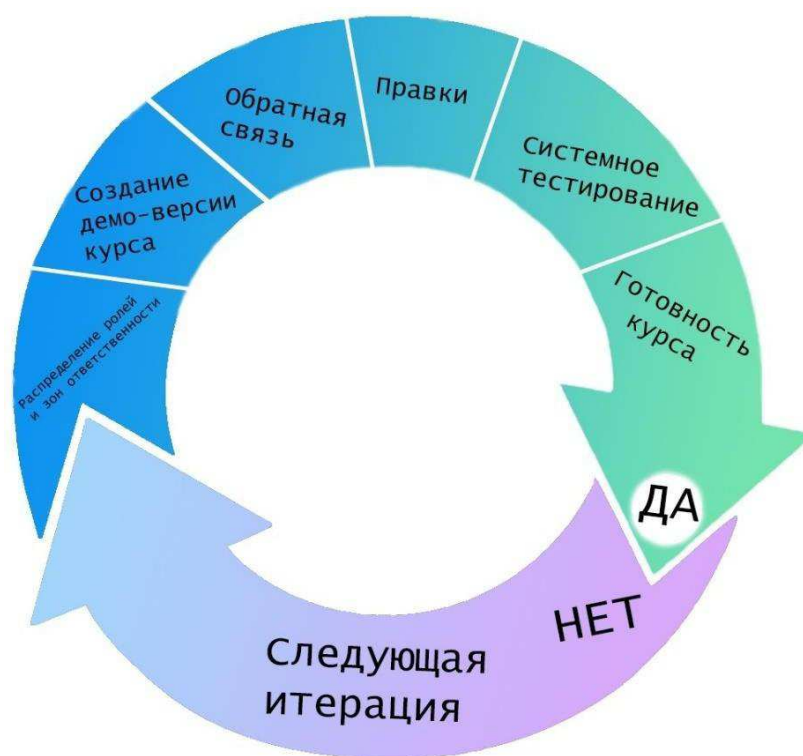 Распределение ролей
и зон ответственности
Создание
демо-версии
курса
Обратная
связь
Правки
Системное
тестирование
Готовность
курса
ДА
НЕТ
Следующая
итерация